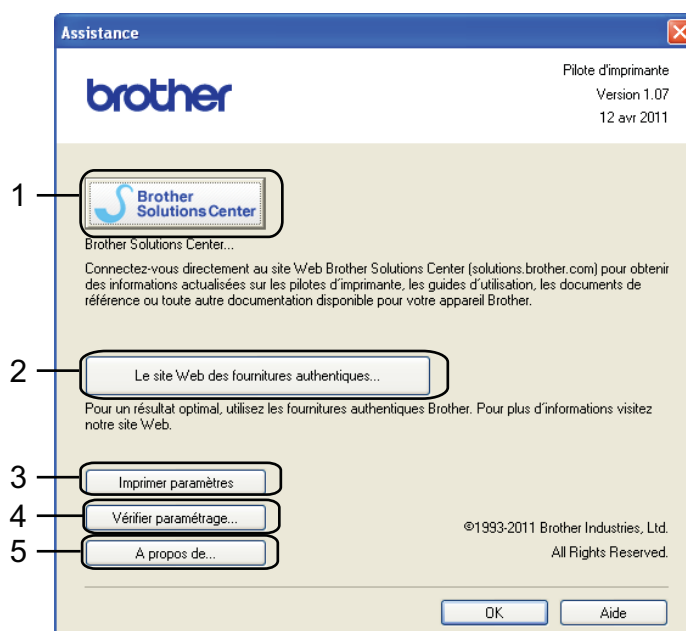 Assistance
brother
Pilote d'imprimante
Version 1.07
12 avr 2011
1
Brother
Solutions Center
Brother Solutions Center...
Connectez-vous directement au site Web Brother Solutions Center (solutions.brother.com) pour obtenir
des informations actualisées sur les pilotes d´imprimante, les guides d´utilisation, les documents de
référence ou toute autre documentation disponible pour votre appareil Brother.
2
Le site Web des fournitures authentiques...
Pour un résultat optimal, utilisez les fournitures authentiques Brother. Pour plus d´informations visitez
notre site Web.
3
Imprimer paramètres
4
Vérifier paramétrage...
5
A propos de...
©1993-2011 Brother Industries, Ltd.
All Rights Reserved.
OK
Aide